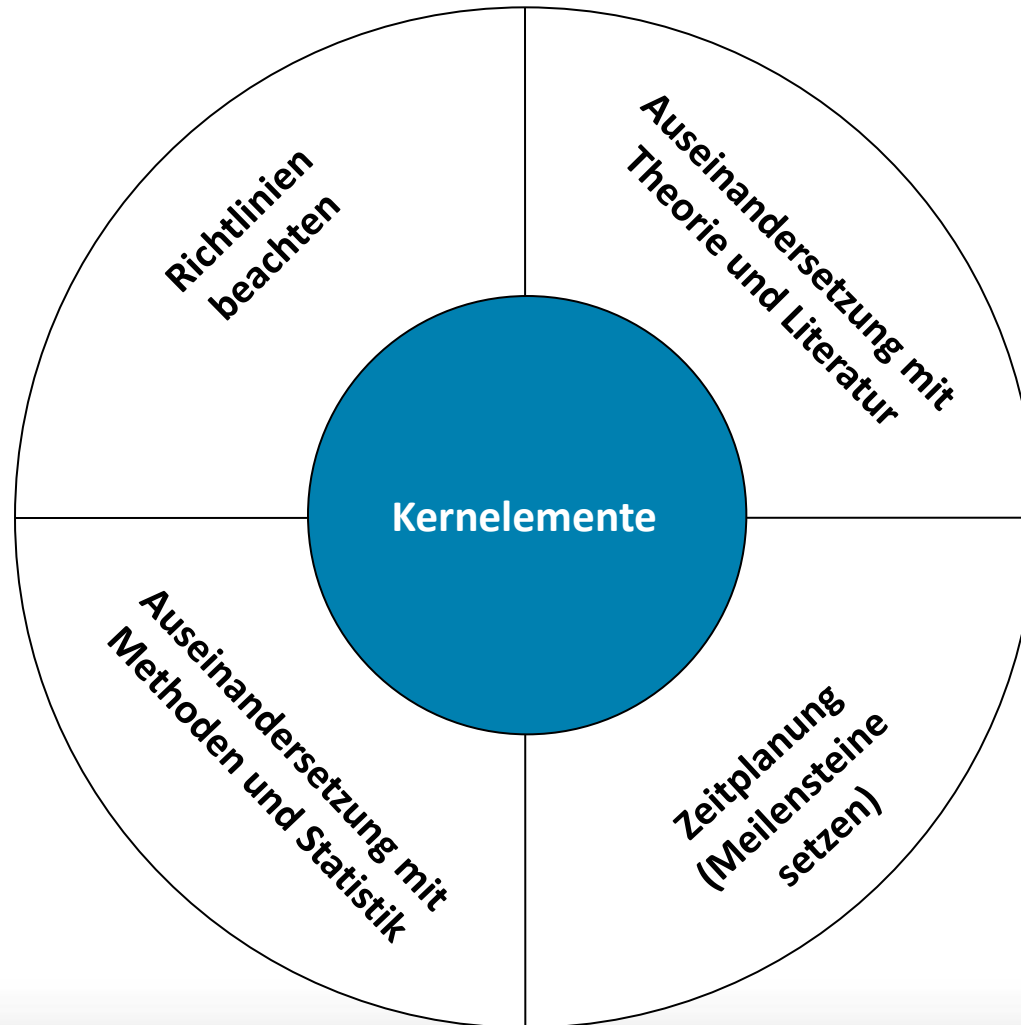 Richtlinien
beachten
Auseinandersetzung mit
Theorie und Literatur
Kernelemente
Auseinandersetzung mit
Methoden und Statistik
Zeitplanung
(Meilensteine
setzen)